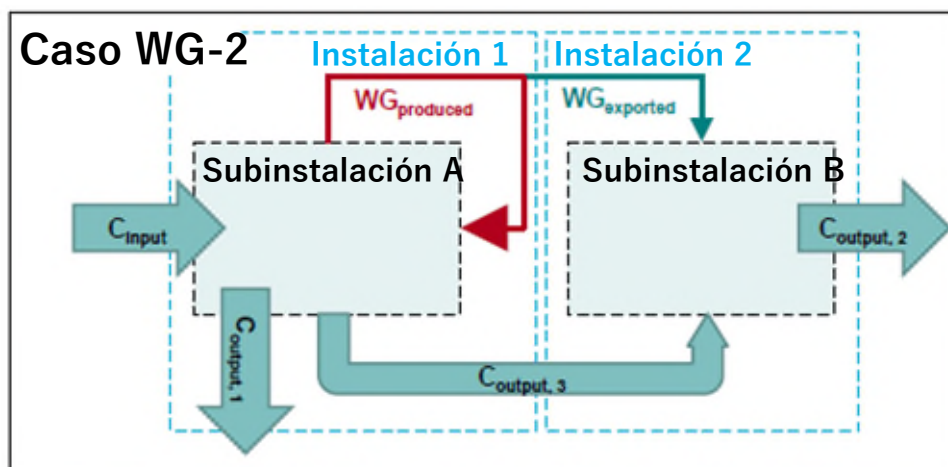 Caso WG-2
Instalación 1
Instalación 2
WGproduced
WGexported
Subinstalación A
Subinstalación B
Cinput
Coutput, 2
Coutput, 1
Coutput, 3